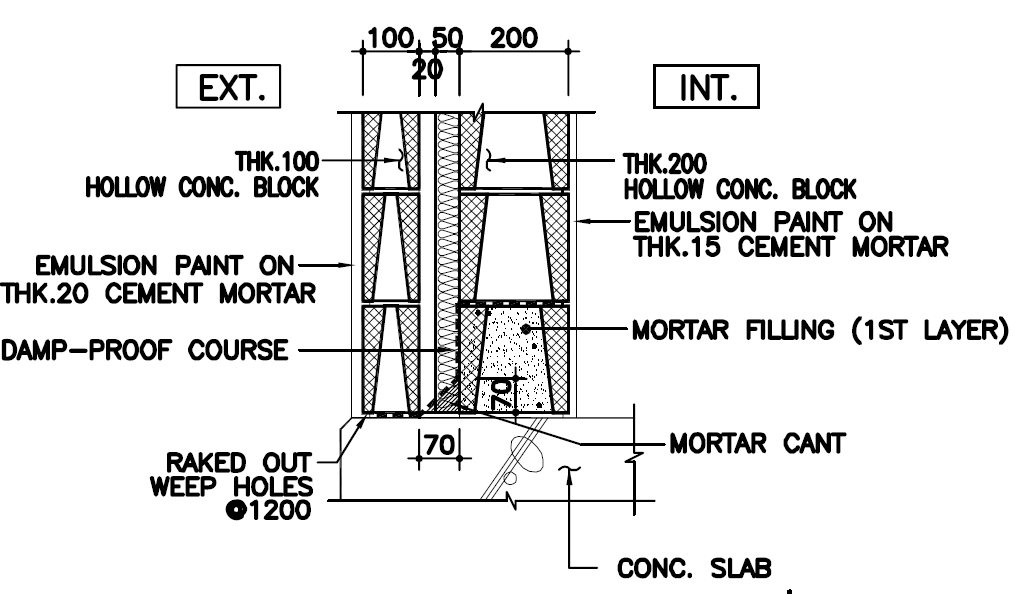 100 50 200
20
EXT.
INT.
THK.100
HOLLOW CONC. BLOCK
THK.200
HOLLOW CONC. BLOCK
EMULSION PAINT ON
THK.15 CEMENT MORTAR
EMULSION PAINT ON
THK.20 CEMENT MORTAR
MORTAR FILLING (1ST LAYER)
DAMP-PROOF COURSE
70
70
MORTAR CANT
RAKED OUT
WEEP HOLES
@1200
CONC. SLAB